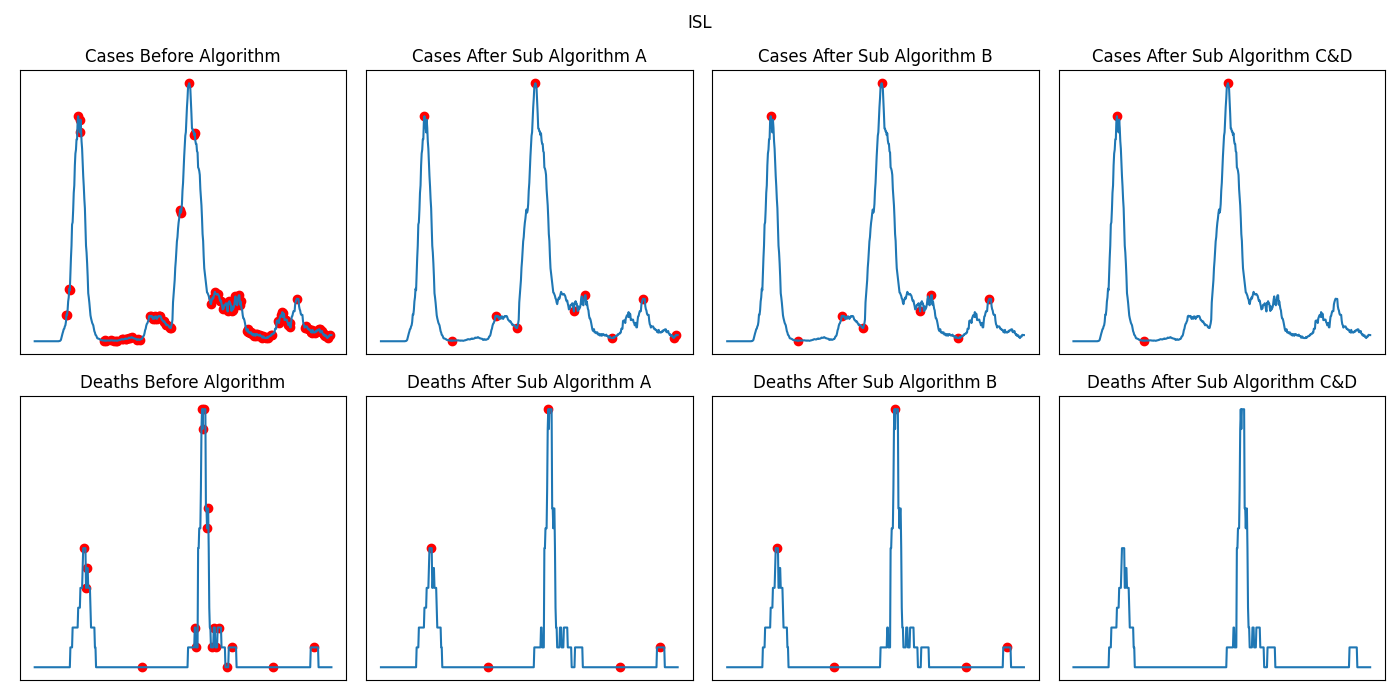 ISL
Cases Before Algorithm
Cases After Sub Algorithm A
Cases After Sub Algorithm B
Cases After Sub Algorithm C&D
Deaths Before Algorithm
Deaths After Sub Algorithm A
Deaths After Sub Algorithm B
Deaths After Sub Algorithm C&D